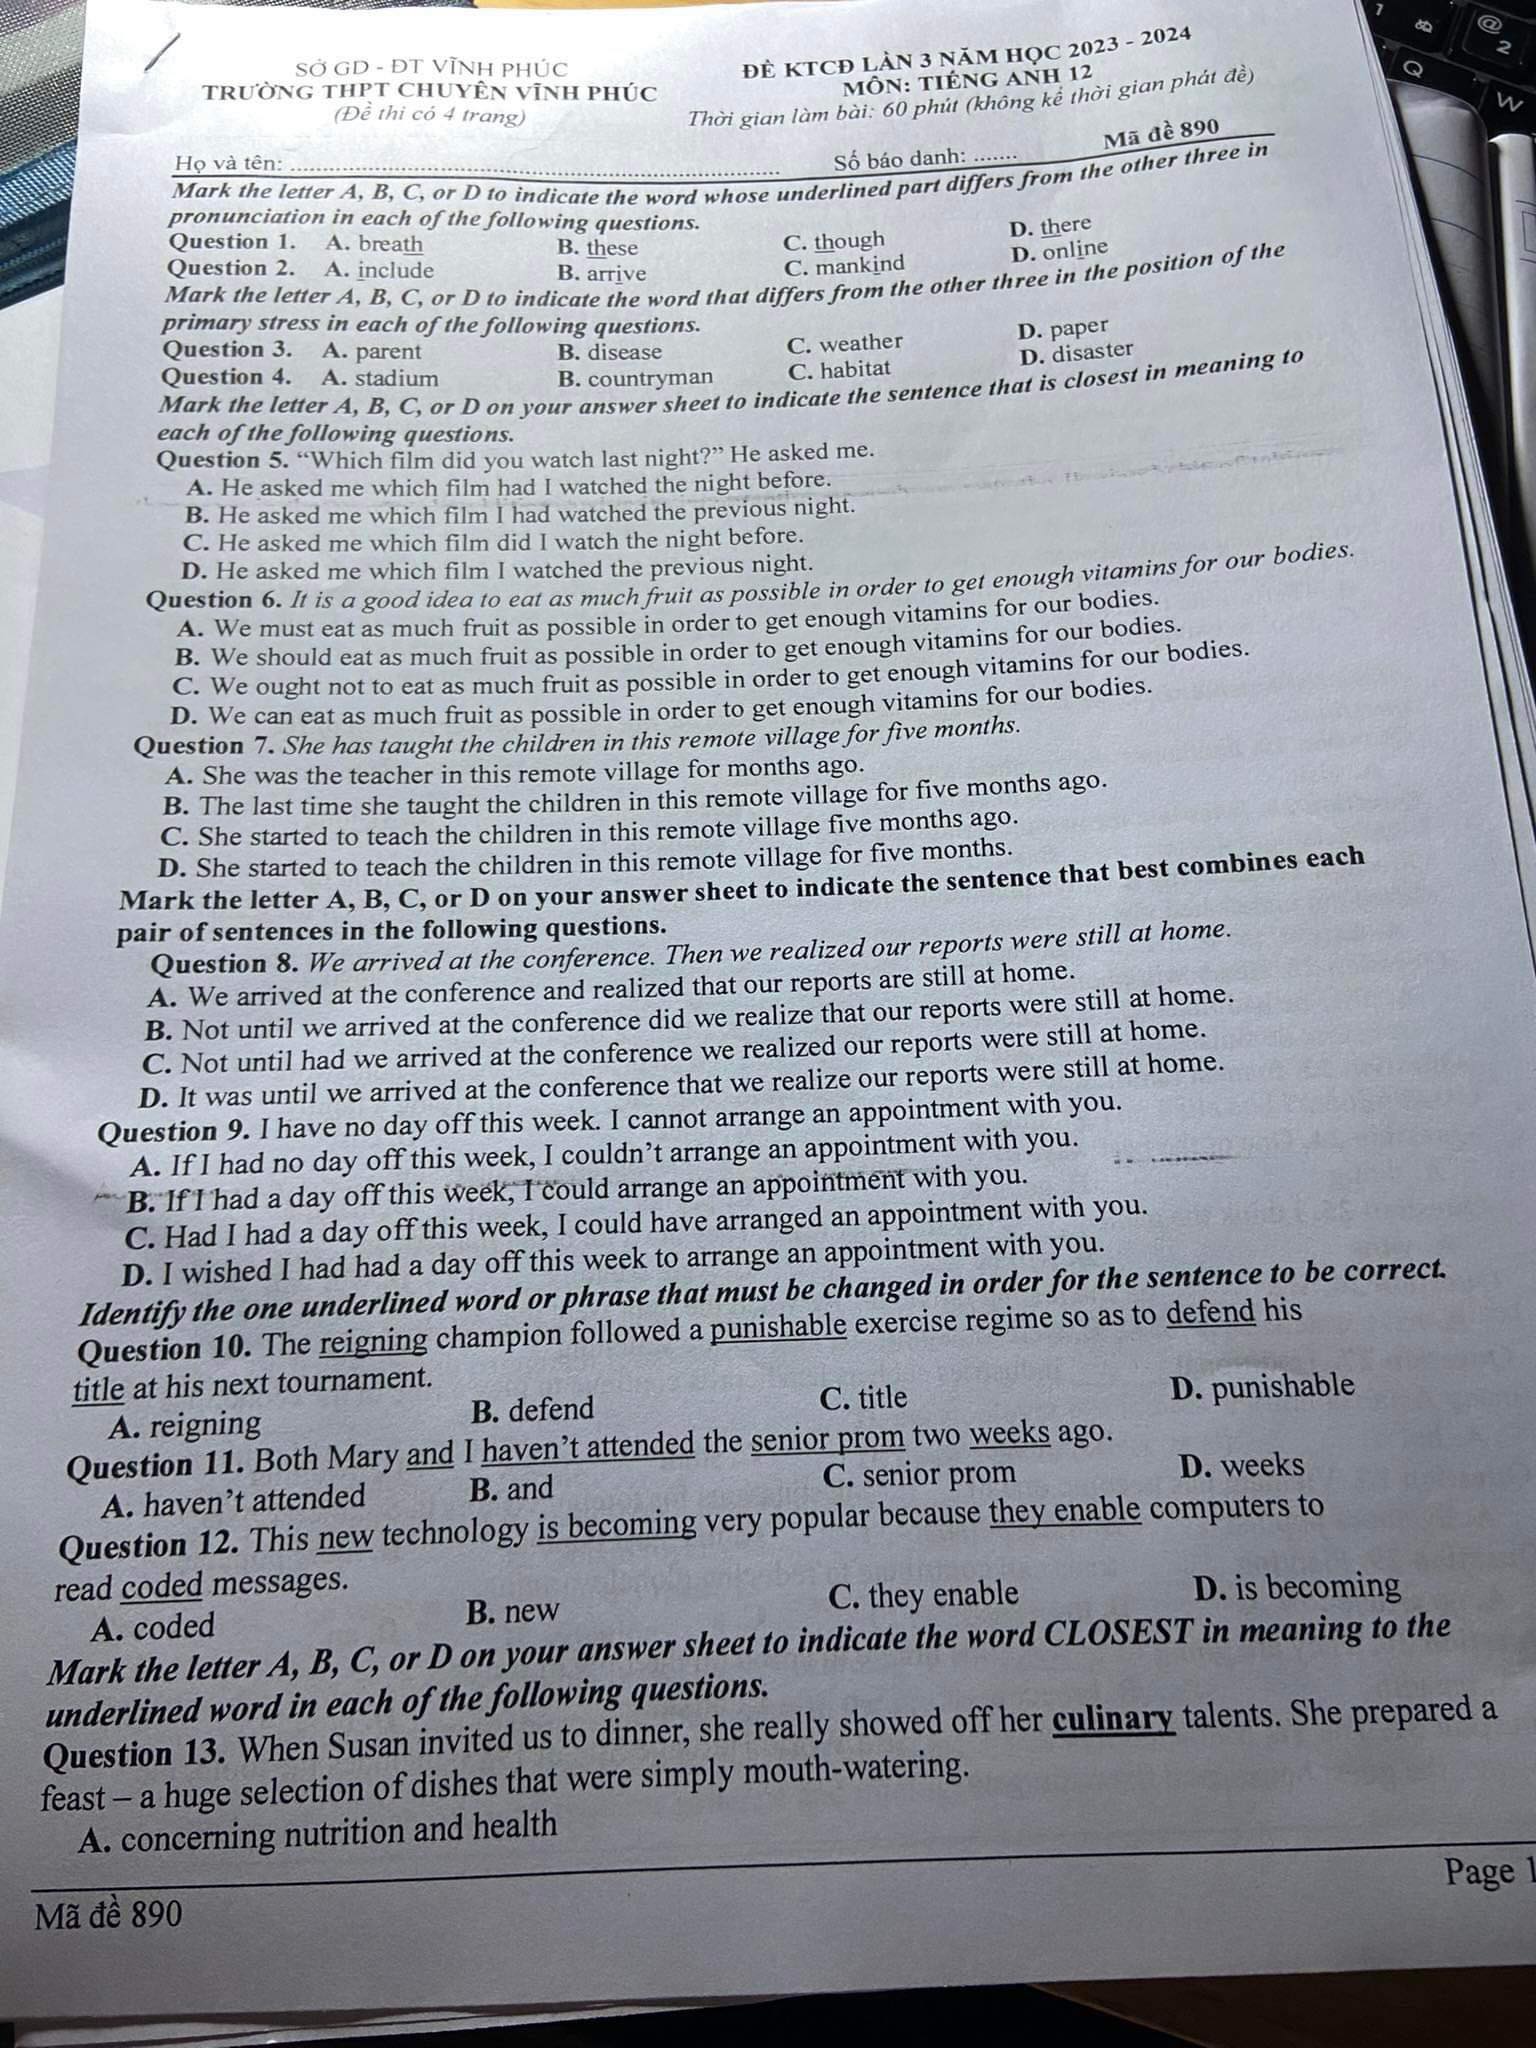 SỞ GD - ĐT VĨNH PHÚC
TRƯỜNG THPT CHUYÊN VĨNH PHÚC
(Đề thi có 4 trang)
ĐỀ KTCĐ LẦN 3 NĂM HỌC 2023 - 2024
MÔN: TIẾNG ANH 12
Thời gian làm bài: 60 phút (không kể thời gian phát đề)
Họ và tên: ........ Số báo danh: ....... Mã đề 890
Mark the letter A, B, C, or D to indicate the word whose underlined part differs from the other three in
pronunciation in each of the following questions.
Question 1. A. breath B. these C. though D. there
Question 2. A. include B. arrive C. mankind D. online
Mark the letter A, B, C, or D to indicate the word that differs from the other three in the position of the
primary stress in each of the following questions.
Question 3. A. parent B. disease C. weather D. paper
Question 4. A. stadium B. countryman C. habitat D. disaster
Mark the letter A, B, C, or D on your answer sheet to indicate the sentence that is closest in meaning to
each of the following questions.
Question 5. “Which film did you watch last night?” He asked me.
A. He asked me which film had I watched the night before.
B. He asked me which film I had watched the previous night.
C. He asked me which film did I watch the night before.
D. He asked me which film I watched the previous night.
Question 6. It is a good idea to eat as much fruit as possible in order to get enough vitamins for our bodies.
A. We must eat as much fruit as possible in order to get enough vitamins for our bodies.
B. We should eat as much fruit as possible in order to get enough vitamins for our bodies.
C. We ought not to eat as much fruit as possible in order to get enough vitamins for our bodies.
D. We can eat as much fruit as possible in order to get enough vitamins for our bodies.
Question 7. She has taught the children in this remote village for five months.
A. She was the teacher in this remote village for months ago.
B. The last time she taught the children in this remote village for five months ago.
C. She started to teach the children in this remote village five months ago.
D. She started to teach the children in this remote village for five months.
Mark the letter A, B, C, or D on your answer sheet to indicate the sentence that best combines each
pair of sentences in the following questions.
Question 8. We arrived at the conference. Then we realized our reports were still at home.
A. We arrived at the conference and realized that our reports are still at home.
B. Not until we arrived at the conference did we realize that our reports were still at home.
C. Not until had we arrived at the conference we realized our reports were still at home.
D. It was until we arrived at the conference that we realize our reports were still at home.
Question 9. I have no day off this week. I cannot arrange an appointment with you.
A. If I had no day off this week, I couldn’t arrange an appointment with you.
B. If I had a day off this week, I could arrange an appointment with you.
C. Had I had a day off this week, I could have arranged an appointment with you.
D. I wished I had had a day off this week to arrange an appointment with you.
Identify the one underlined word or phrase that must be changed in order for the sentence to be correct.
Question 10. The reigning champion followed a punishable exercise regime so as to defend his
title at his next tournament.
A. reigning B. defend C. title D. punishable
Question 11. Both Mary and I haven’t attended the senior prom two weeks ago.
A. haven’t attended B. and C. senior prom D. weeks
Question 12. This new technology is becoming very popular because they enable computers to
read coded messages.
A. coded B. new C. they enable D. is becoming
Mark the letter A, B, C, or D on your answer sheet to indicate the word CLOSEST in meaning to the
underlined word in each of the following questions.
Question 13. When Susan invited us to dinner, she really showed off her culinary talents. She prepared a
feast – a huge selection of dishes that were simply mouth-watering.
A. concerning nutrition and health
Mã đề 890
Page 1
1
@
2
Q
W